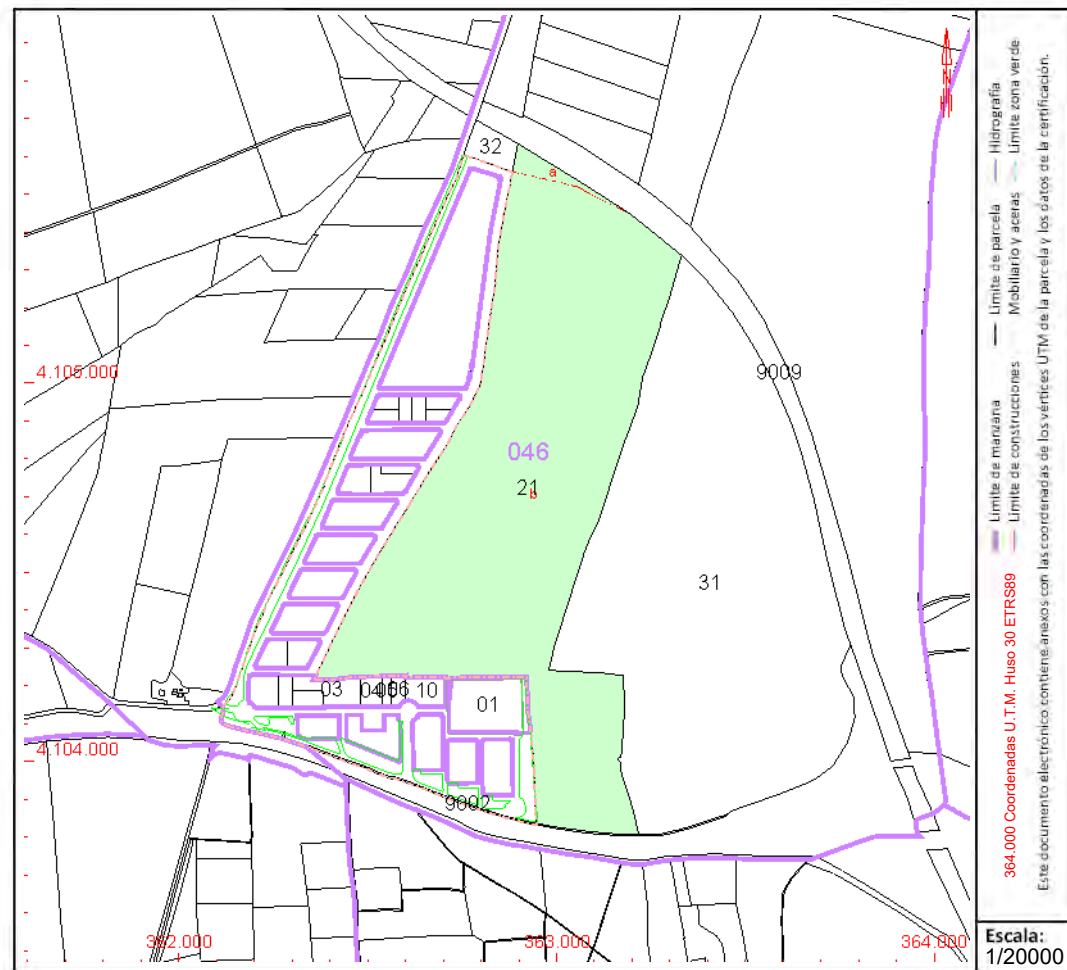 32
a
4.105.000
9009
046
21
b
31
03
04
05
06
10
01
4.104.000
9002
362.000
363.000
364.000
Límite de manzana
Límite de parcela
Hidrografía
Límite de construcciones
Mobiliario y aceras
Límite zona verde
364.000 Coordenadas U.T.M. Huso 30 ETRS89
Este documento electrónico contiene anexos con las coordenadas de los vértices UTM de la parcela y los datos de la certificación.
N
Escala:
1/20000